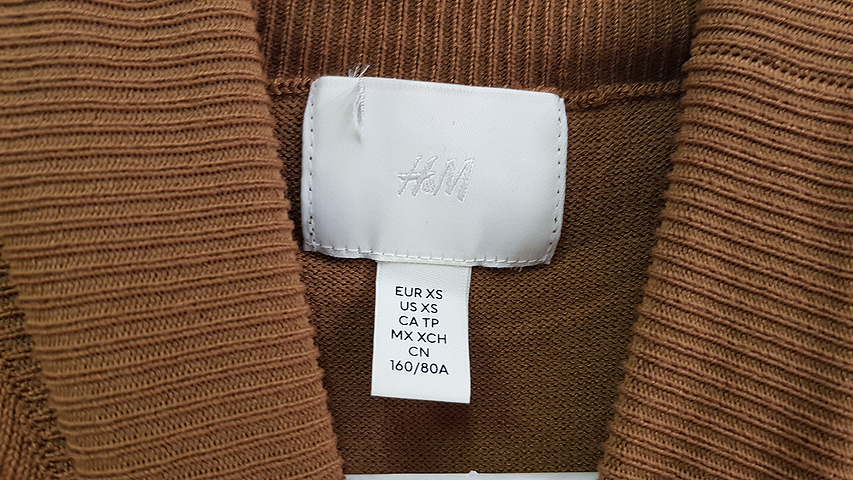 H&M
EUR XS
US XS
CA TP
MX XCH
CN
160/80A